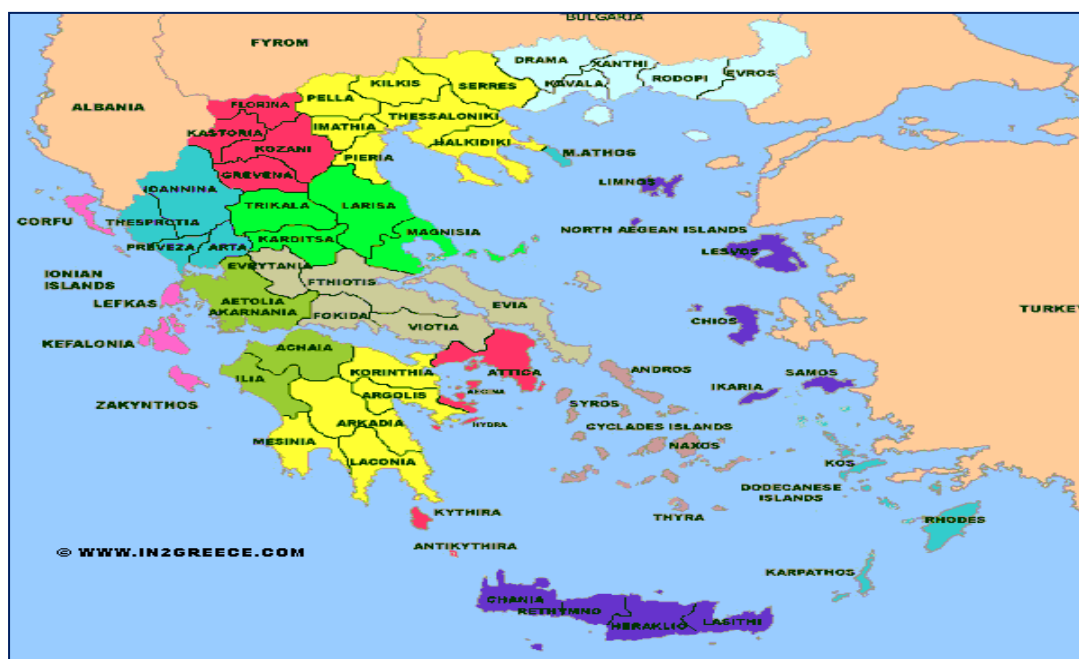 BULGARIA
FYROM
ALBANIA
TURKEY
DRAMA
XANTHI
KAVALA
RODOPI
EVROS
KILKIS
SERRES
PELLA
THESSALONIKI
IMATHIA
HALKIDIKI
PIERIA
M.ATHOS
FLORINA
KASTORIA
KOZANI
GREVENA
IOANNINA
THESPROTIA
PREVEZA
ARTA
TRIKALA
LARISA
KARDITSA
MAGNISIA
LIMNOS
NORTH AEGEAN ISLANDS
LESVOS
CORFU
IONIAN
ISLANDS
LEFKAS
KEFALONIA
ZAKYNTHOS
EVRYTANIA
FTHIOTIS
AETOLIA
AKARNANIA
FOKIDA
VIOTIA
EVIA
CHIOS
ACHAIA
ILIA
KORINTHIA
ATTICA
ARGOLIS
AEGINA
HYDRA
ARKADIA
MESINIA
LACONIA
ANDROS
SYROS
CYCLADES ISLANDS
NAXOS
THYRA
IKARIA
SAMOS
KOS
DODECANESE
ISLANDS
RHODES
KARPATHOS
KYTHIRA
ANTIKYTHIRA
© WWW.IN2GREECE.COM
CHANIA
RETHYMNO
HERAKLIO
LASITHI